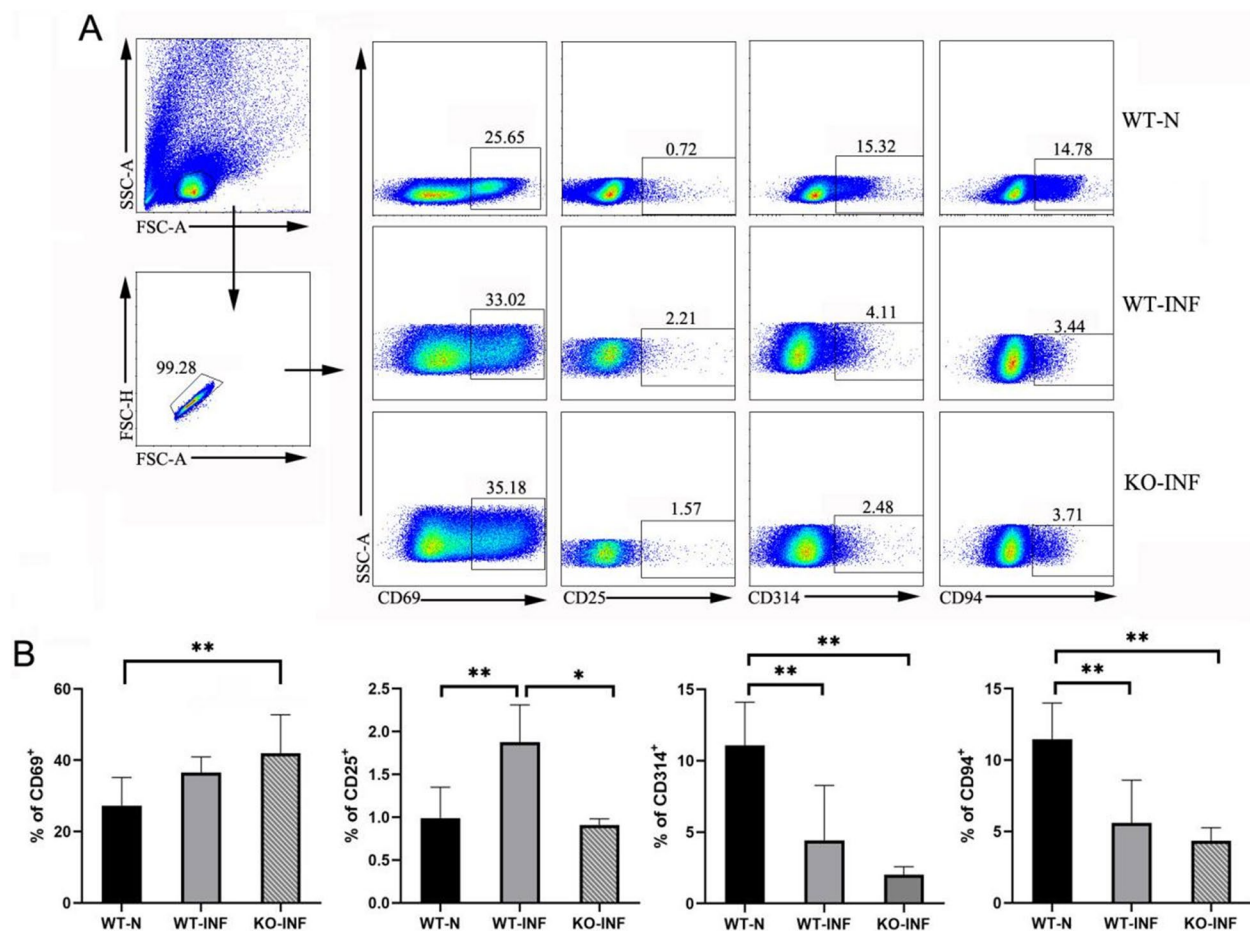 A
SSC-A
FSC-A
99.28
FSC-H
FSC-A
25.65
0.72
15.32
14.78
WT-N
33.02
2.21
4.11
3.44
WT-INF
35.18
1.57
2.48
3.71
KO-INF
SSC-A
CD69
CD25
CD314
CD94
B
**
% of CD69+
60
40
20
0
WT-N
WT-INF
KO-INF
**
*
% of CD25+
2.5
2.0
1.5
1.0
0.5
0.0
WT-N
WT-INF
KO-INF
**
**
% of CD314+
15
10
5
0
WT-N
WT-INF
KO-INF
**
**
% of CD94+
15
10
5
0
WT-N
WT-INF
KO-INF